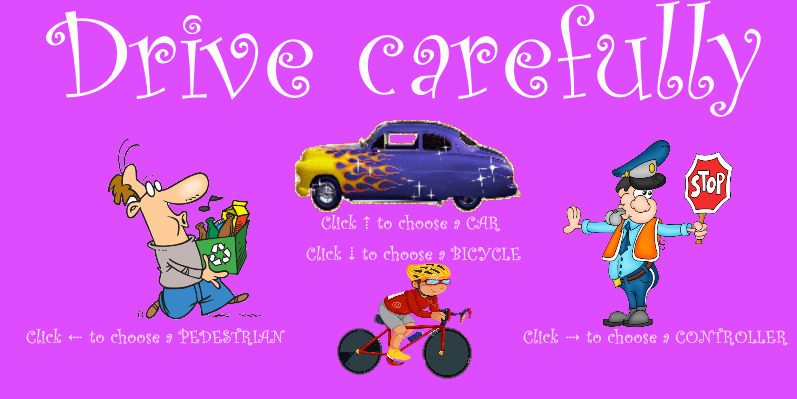 Drive carefully
STOP
Click ↑ to choose a CAR
Click ↓ to choose a BICYCLE
Click ← to choose a PEDESTRIAN
Click → to choose a CONTROLLER